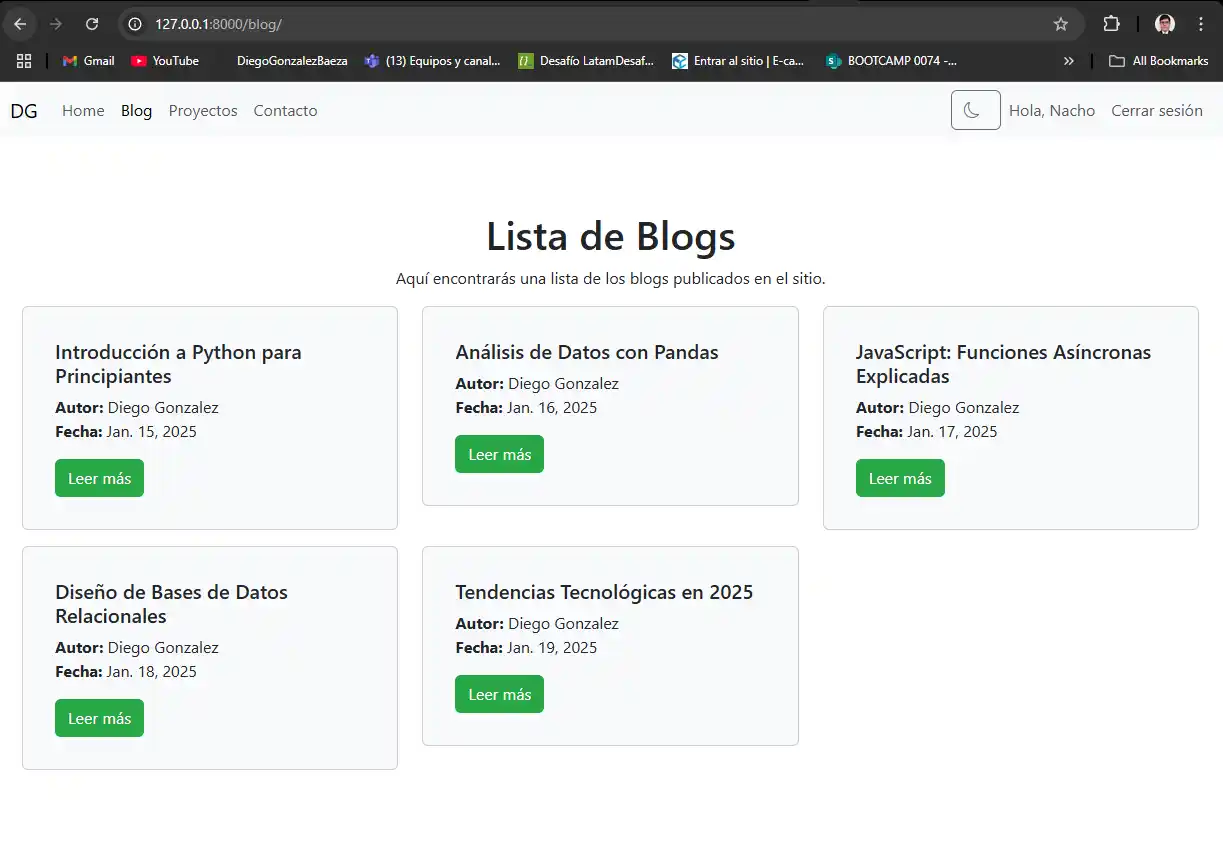 127.0.0.1:8000/blog/
Gmail YouTube DiegoGonzalezBaeza (13) Equipos y canal... Desafío LatamDesaf... Entrar al sitio | E-ca... BOOTCAMP 0074 -... » All Bookmarks
DG Home Blog Proyectos Contacto Hola, Nacho Cerrar sesión
Lista de Blogs
Aquí encontrarás una lista de los blogs publicados en el sitio.
Introducción a Python para
Principiantes
Autor: Diego Gonzalez
Fecha: Jan. 15, 2025
Leer más
Análisis de Datos con Pandas
Autor: Diego Gonzalez
Fecha: Jan. 16, 2025
Leer más
JavaScript: Funciones Asíncronas
Explicadas
Autor: Diego Gonzalez
Fecha: Jan. 17, 2025
Leer más
Diseño de Bases de Datos
Relacionales
Autor: Diego Gonzalez
Fecha: Jan. 18, 2025
Leer más
Tendencias Tecnológicas en 2025
Autor: Diego Gonzalez
Fecha: Jan. 19, 2025
Leer más